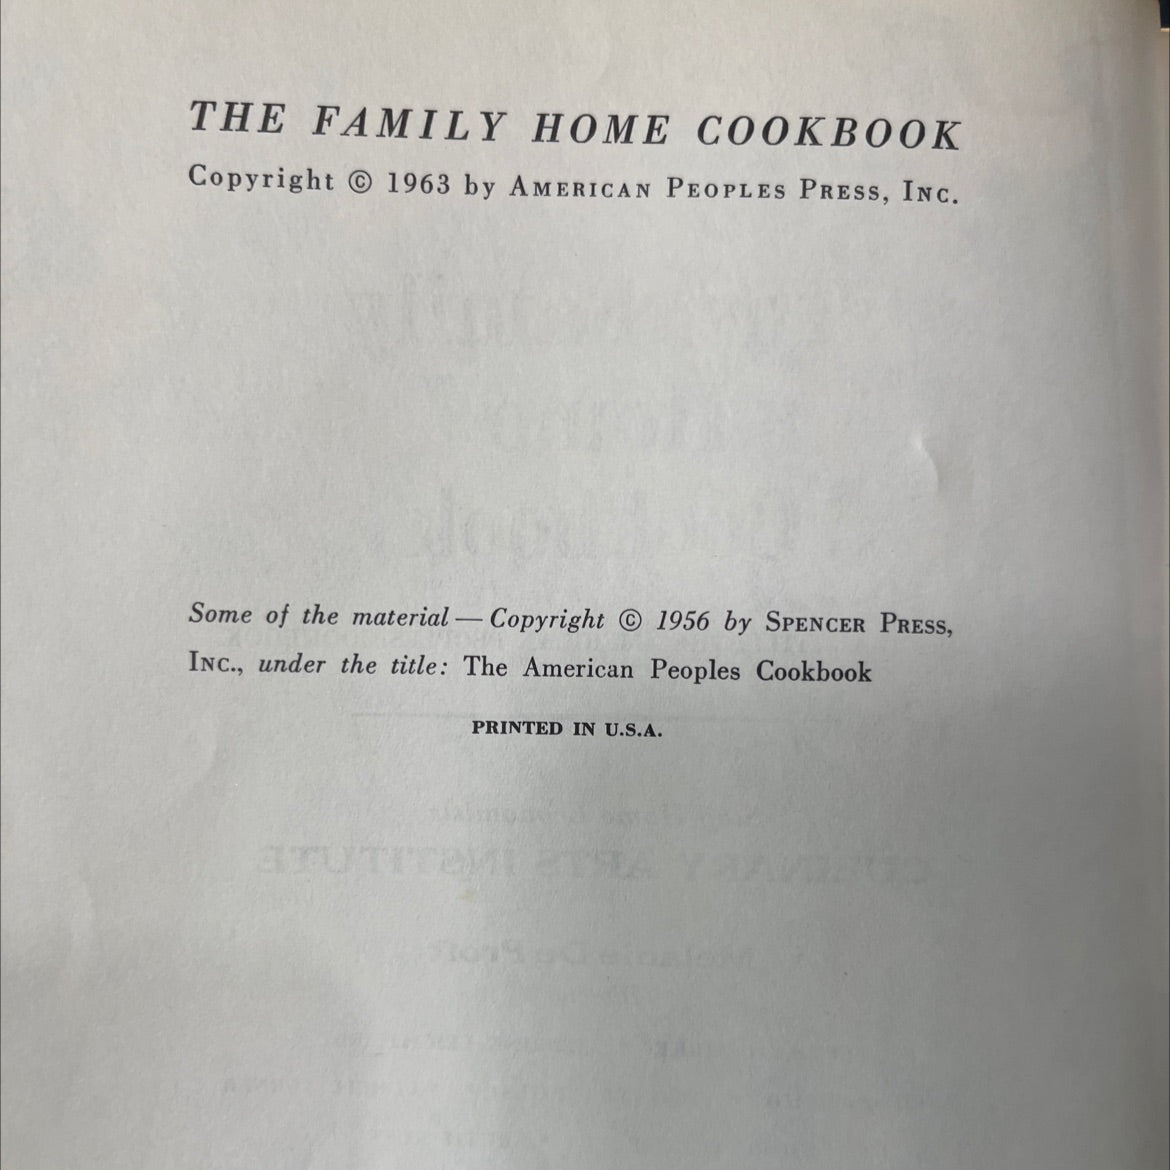 THE FAMILY HOME COOKBOOK
Copyright © 1963 by AMERICAN PEOPLES PRESS, INC.
Some of the material — Copyright © 1956 by SPENCER PRESS,
INC., under the title: The American Peoples Cookbook
PRINTED IN U.S.A.